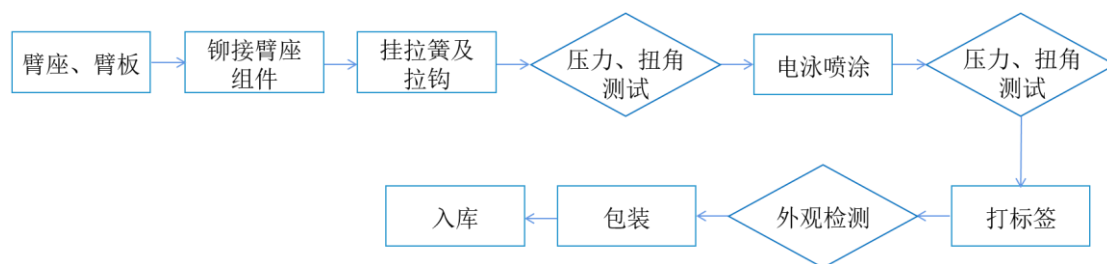 臂座、臂板
铆接臂座
组件
挂拉簧及
拉钩
压力、扭角
测试
电泳喷涂
压力、扭角
测试
入库
包装
外观检测
打标签